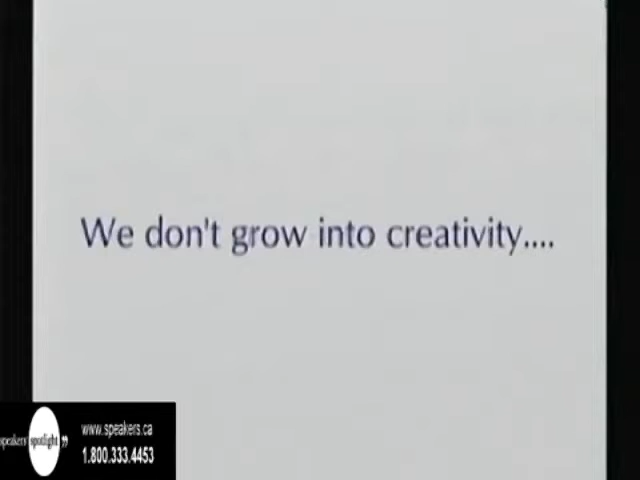 We don't grow into creativity....
speakers' spotlight"
www.speakers.ca
1.800.333.4453